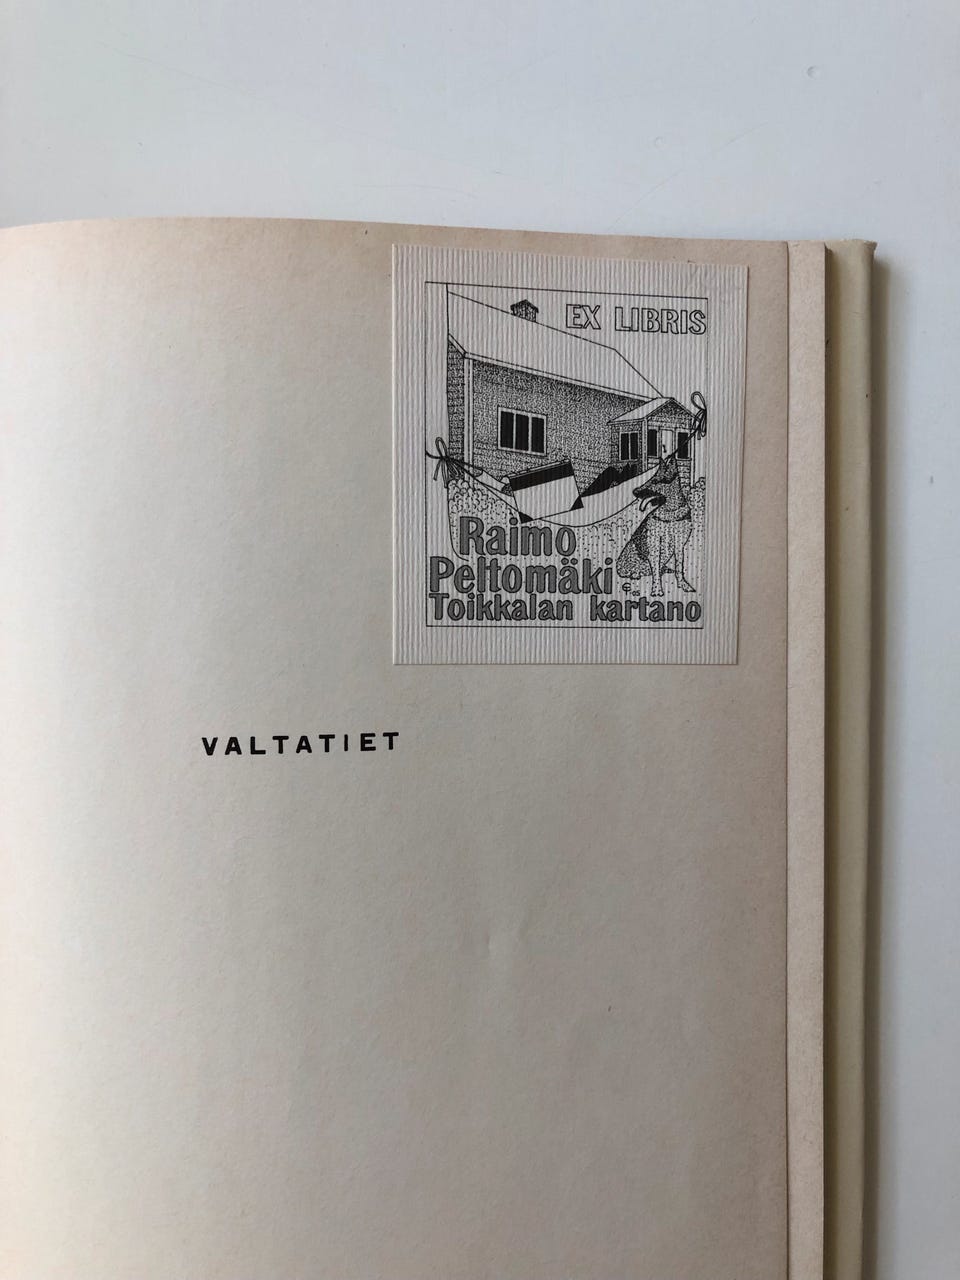 EX LIBRIS
Raimo
Peltomäki
Toikkalan kartano
VALTATIET